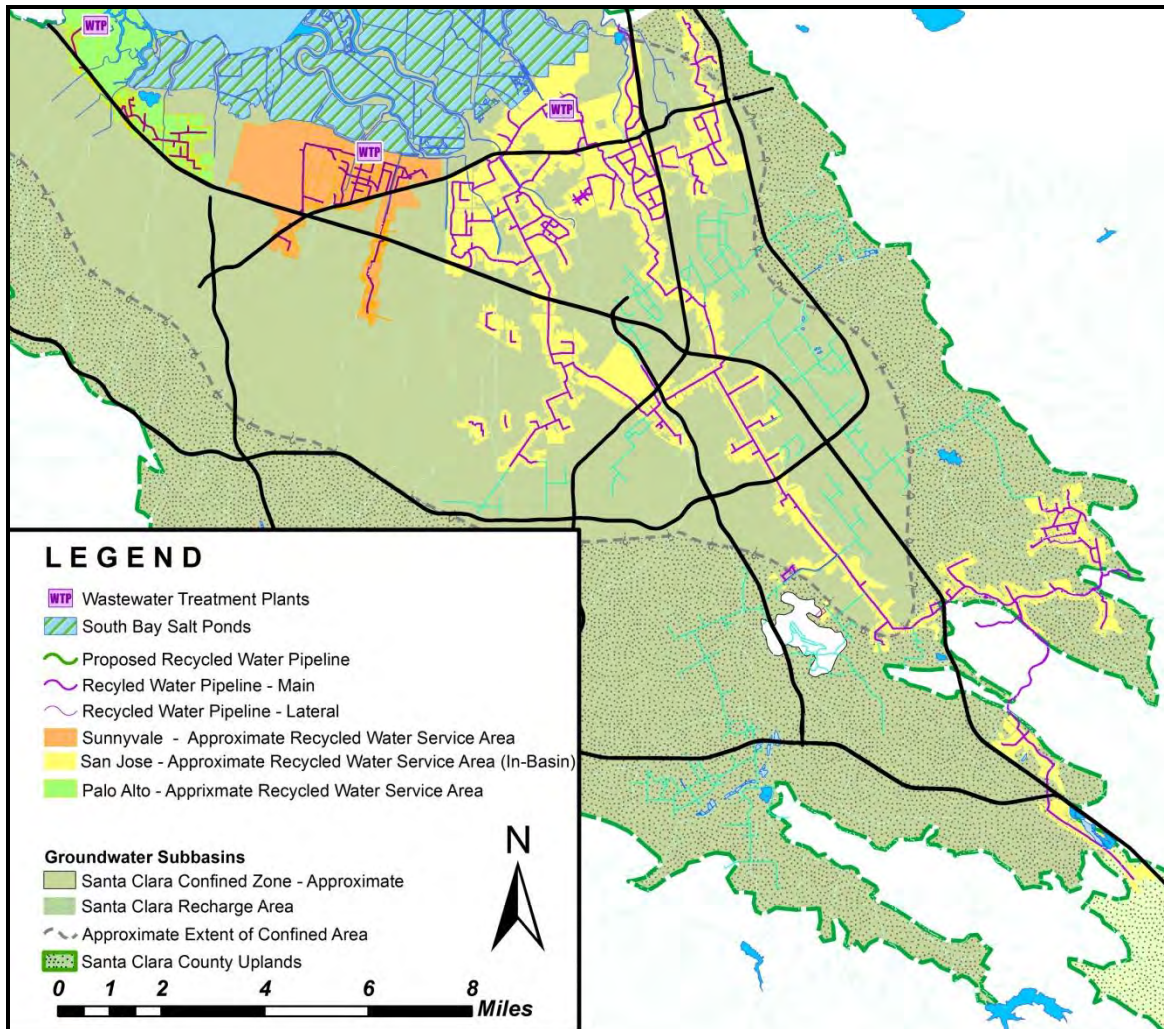 WTP
WTP
WTP
LEGEND
WTP Wastewater Treatment Plants
South Bay Salt Ponds
Proposed Recycled Water Pipeline
Recyled Water Pipeline - Main
Recycled Water Pipeline - Lateral
Sunnyvale - Approximate Recycled Water Service Area
San Jose - Approximate Recycled Water Service Area (In-Basin)
Palo Alto - Apprixmate Recycled Water Service Area
Groundwater Subbasins
Santa Clara Confined Zone - Approximate
Santa Clara Recharge Area
Approximate Extent of Confined Area
Santa Clara County Uplands
N
0 1 2 4 6 8
Miles